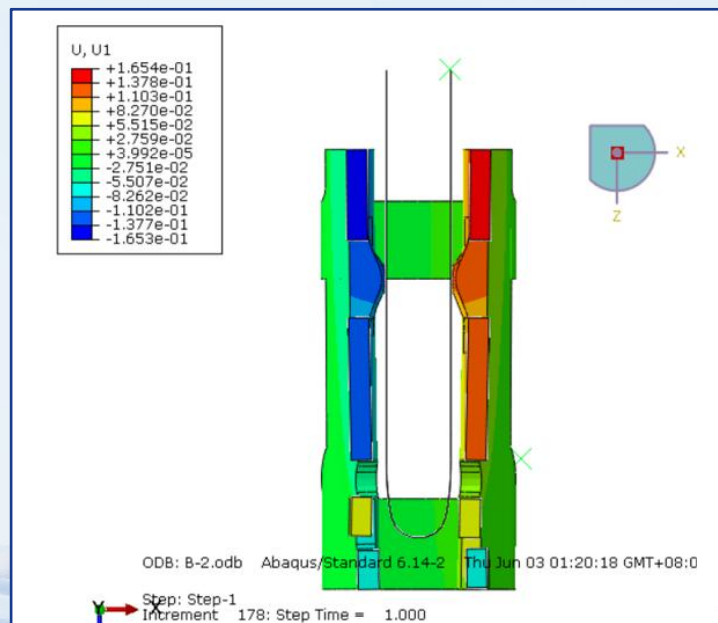 U, U1
+1.654e-01
+1.378e-01
+1.103e-01
+8.270e-02
+5.515e-02
+2.759e-02
+3.992e-05
-2.751e-02
-5.507e-02
-8.262e-02
-1.102e-01
-1.377e-01
-1.653e-01
X
Z
ODB: B-2.odb Abaqus/Standard 6.14-2 Thu Jun 03 01:20:18 GMT+08:0
Step: Step-1
Y X
Increment 178: Step Time = 1.000